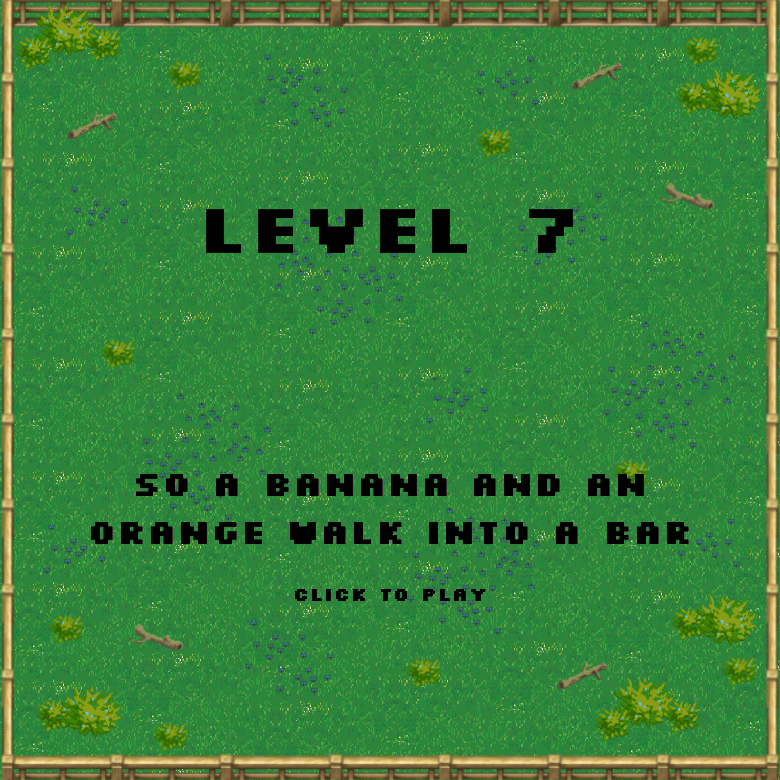 LEVEL 7
SO A BANANA AND AN
ORANGE WALK INTO A BAR
CLICK TO PLAY